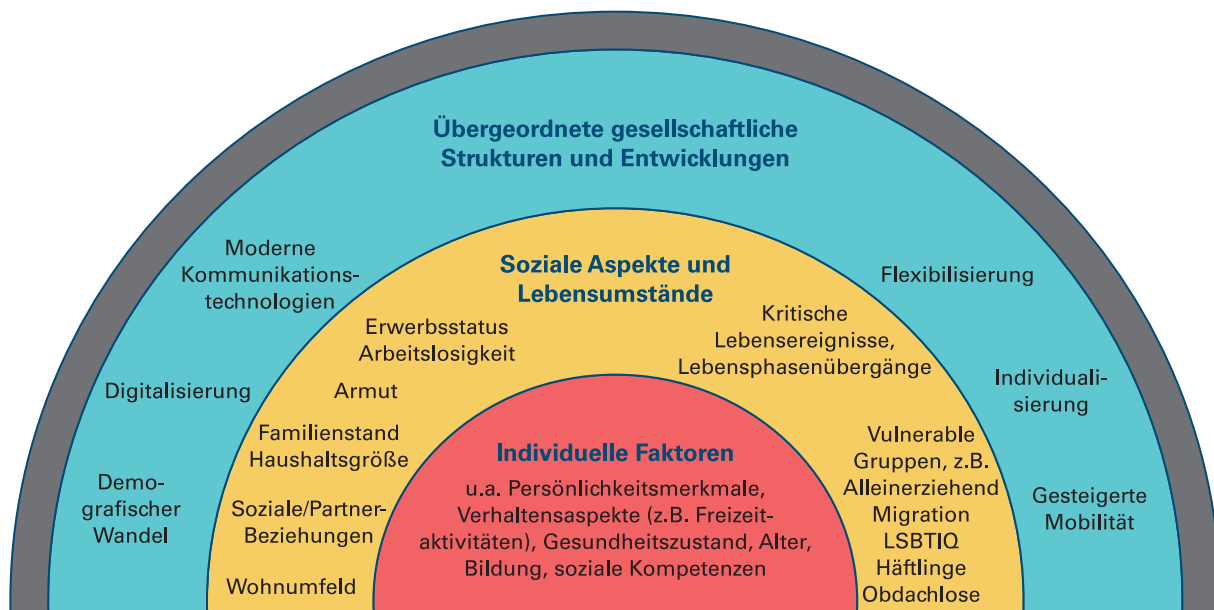 Übergeordnete gesellschaftliche
Strukturen und Entwicklungen
Moderne
Kommunikations-
technologien
Digitalisierung
Demo-
grafischer
Wandel
Flexibilisierung
Individuali-
sierung
Gesteigerte
Mobilität
Soziale Aspekte und
Lebensumstände
Erwerbsstatus
Arbeitslosigkeit
Armut
Familienstand
Haushaltsgröße
Soziale/Partner-
Beziehungen
Wohnumfeld
Kritische
Lebensereignisse,
Lebensphasenübergänge
Vulnerable
Gruppen, z.B.
Alleinerziehend
Migration
LSBTIQ
Häftlinge
Obdachlose
Individuelle Faktoren
u.a. Persönlichkeitsmerkmale,
Verhaltensaspekte (z.B. Freizeit-
aktivitäten), Gesundheitszustand, Alter,
Bildung, soziale Kompetenzen